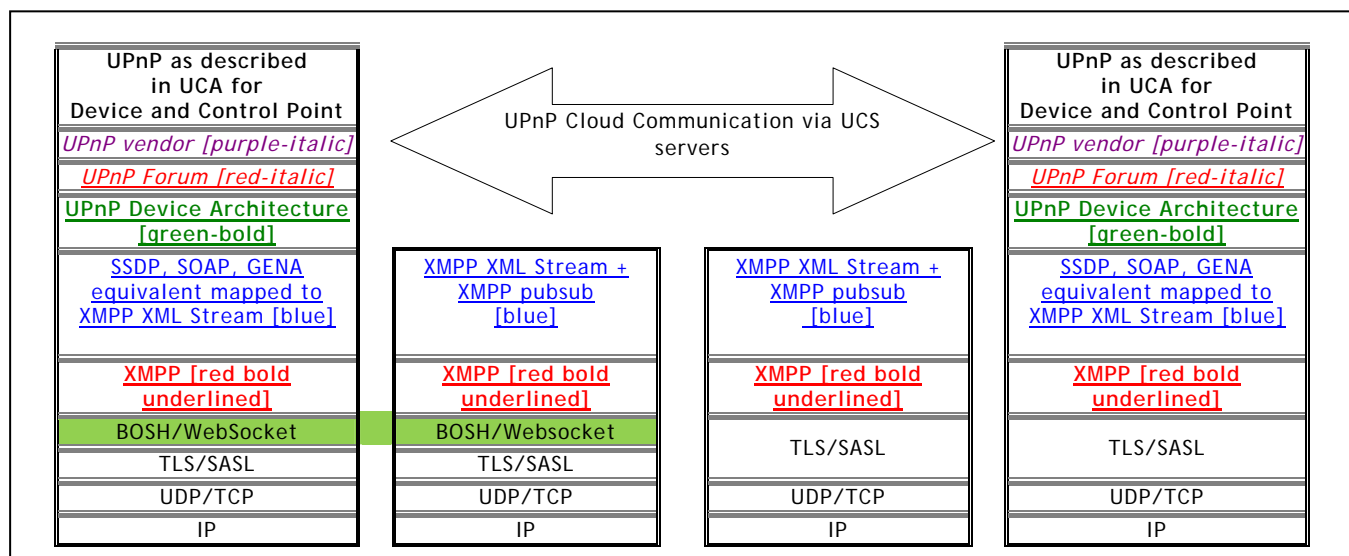 UPnP as described
in UCA for
Device and Control Point
UPnP vendor [purple-italic]
UPnP Forum [red-italic]
UPnP Device Architecture
[green-bold]
SSDP, SOAP, GENA
equivalent mapped to
XMPP XML Stream [blue]
XMPP [red bold
underlined]
BOSH/WebSocket
TLS/SASL
UDP/TCP
IP
UPnP Cloud Communication via UCS
servers
XMPP XML Stream +
XMPP pubsub
[blue]
XMPP [red bold
underlined]
BOSH/Websocket
TLS/SASL
UDP/TCP
IP
XMPP XML Stream +
XMPP pubsub
[blue]
XMPP [red bold
underlined]
TLS/SASL
UDP/TCP
IP
UPnP as described
in UCA for
Device and Control Point
UPnP vendor [purple-italic]
UPnP Forum [red-italic]
UPnP Device Architecture
[green-bold]
SSDP, SOAP, GENA
equivalent mapped to
XMPP XML Stream [blue]
XMPP [red bold
underlined]
TLS/SASL
UDP/TCP
IP